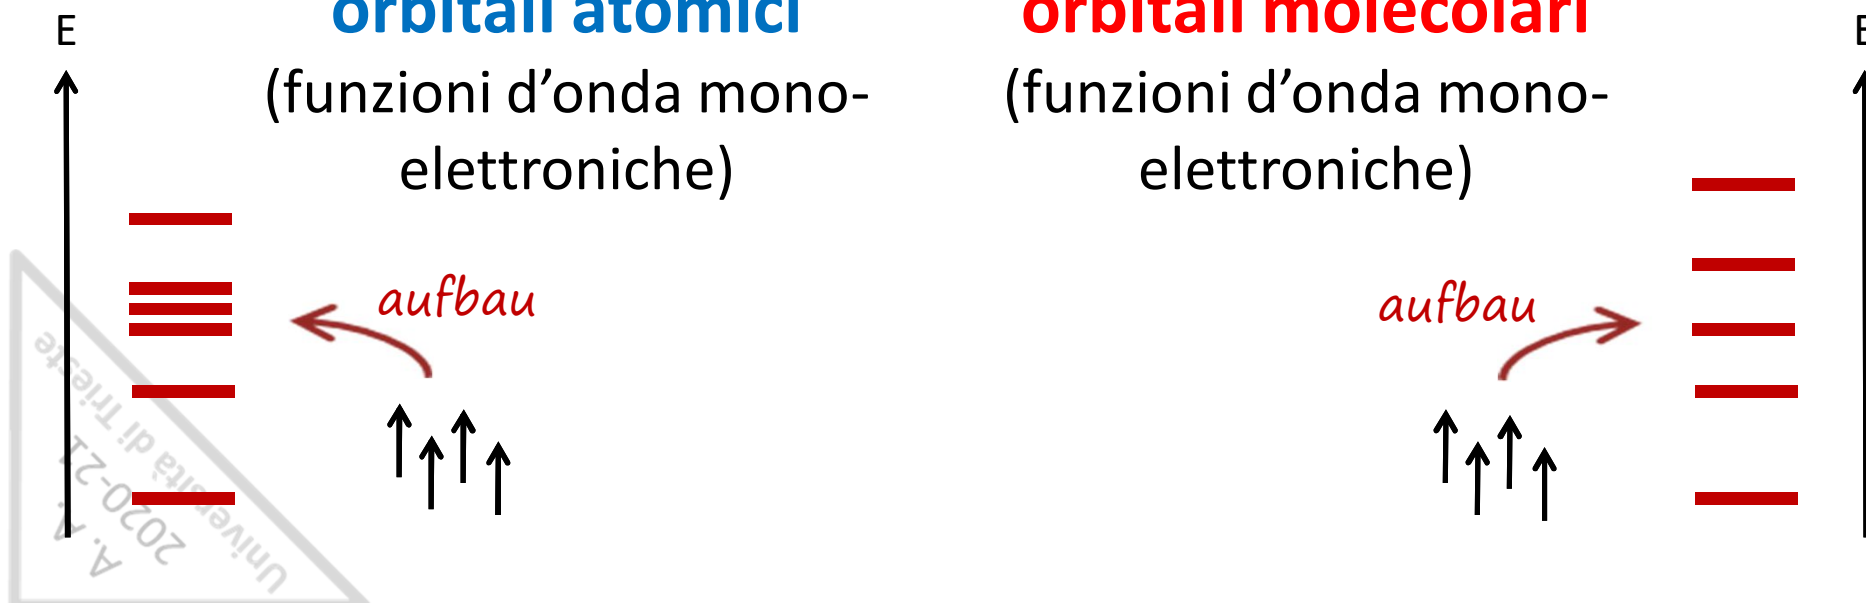 E
orbitali atomici
(funzioni d’onda mono-
elettroniche)
aufbau
orbitali molecolari
(funzioni d’onda mono-
elettroniche)
aufbau
E
Università di Trieste
A. A. 2020-21